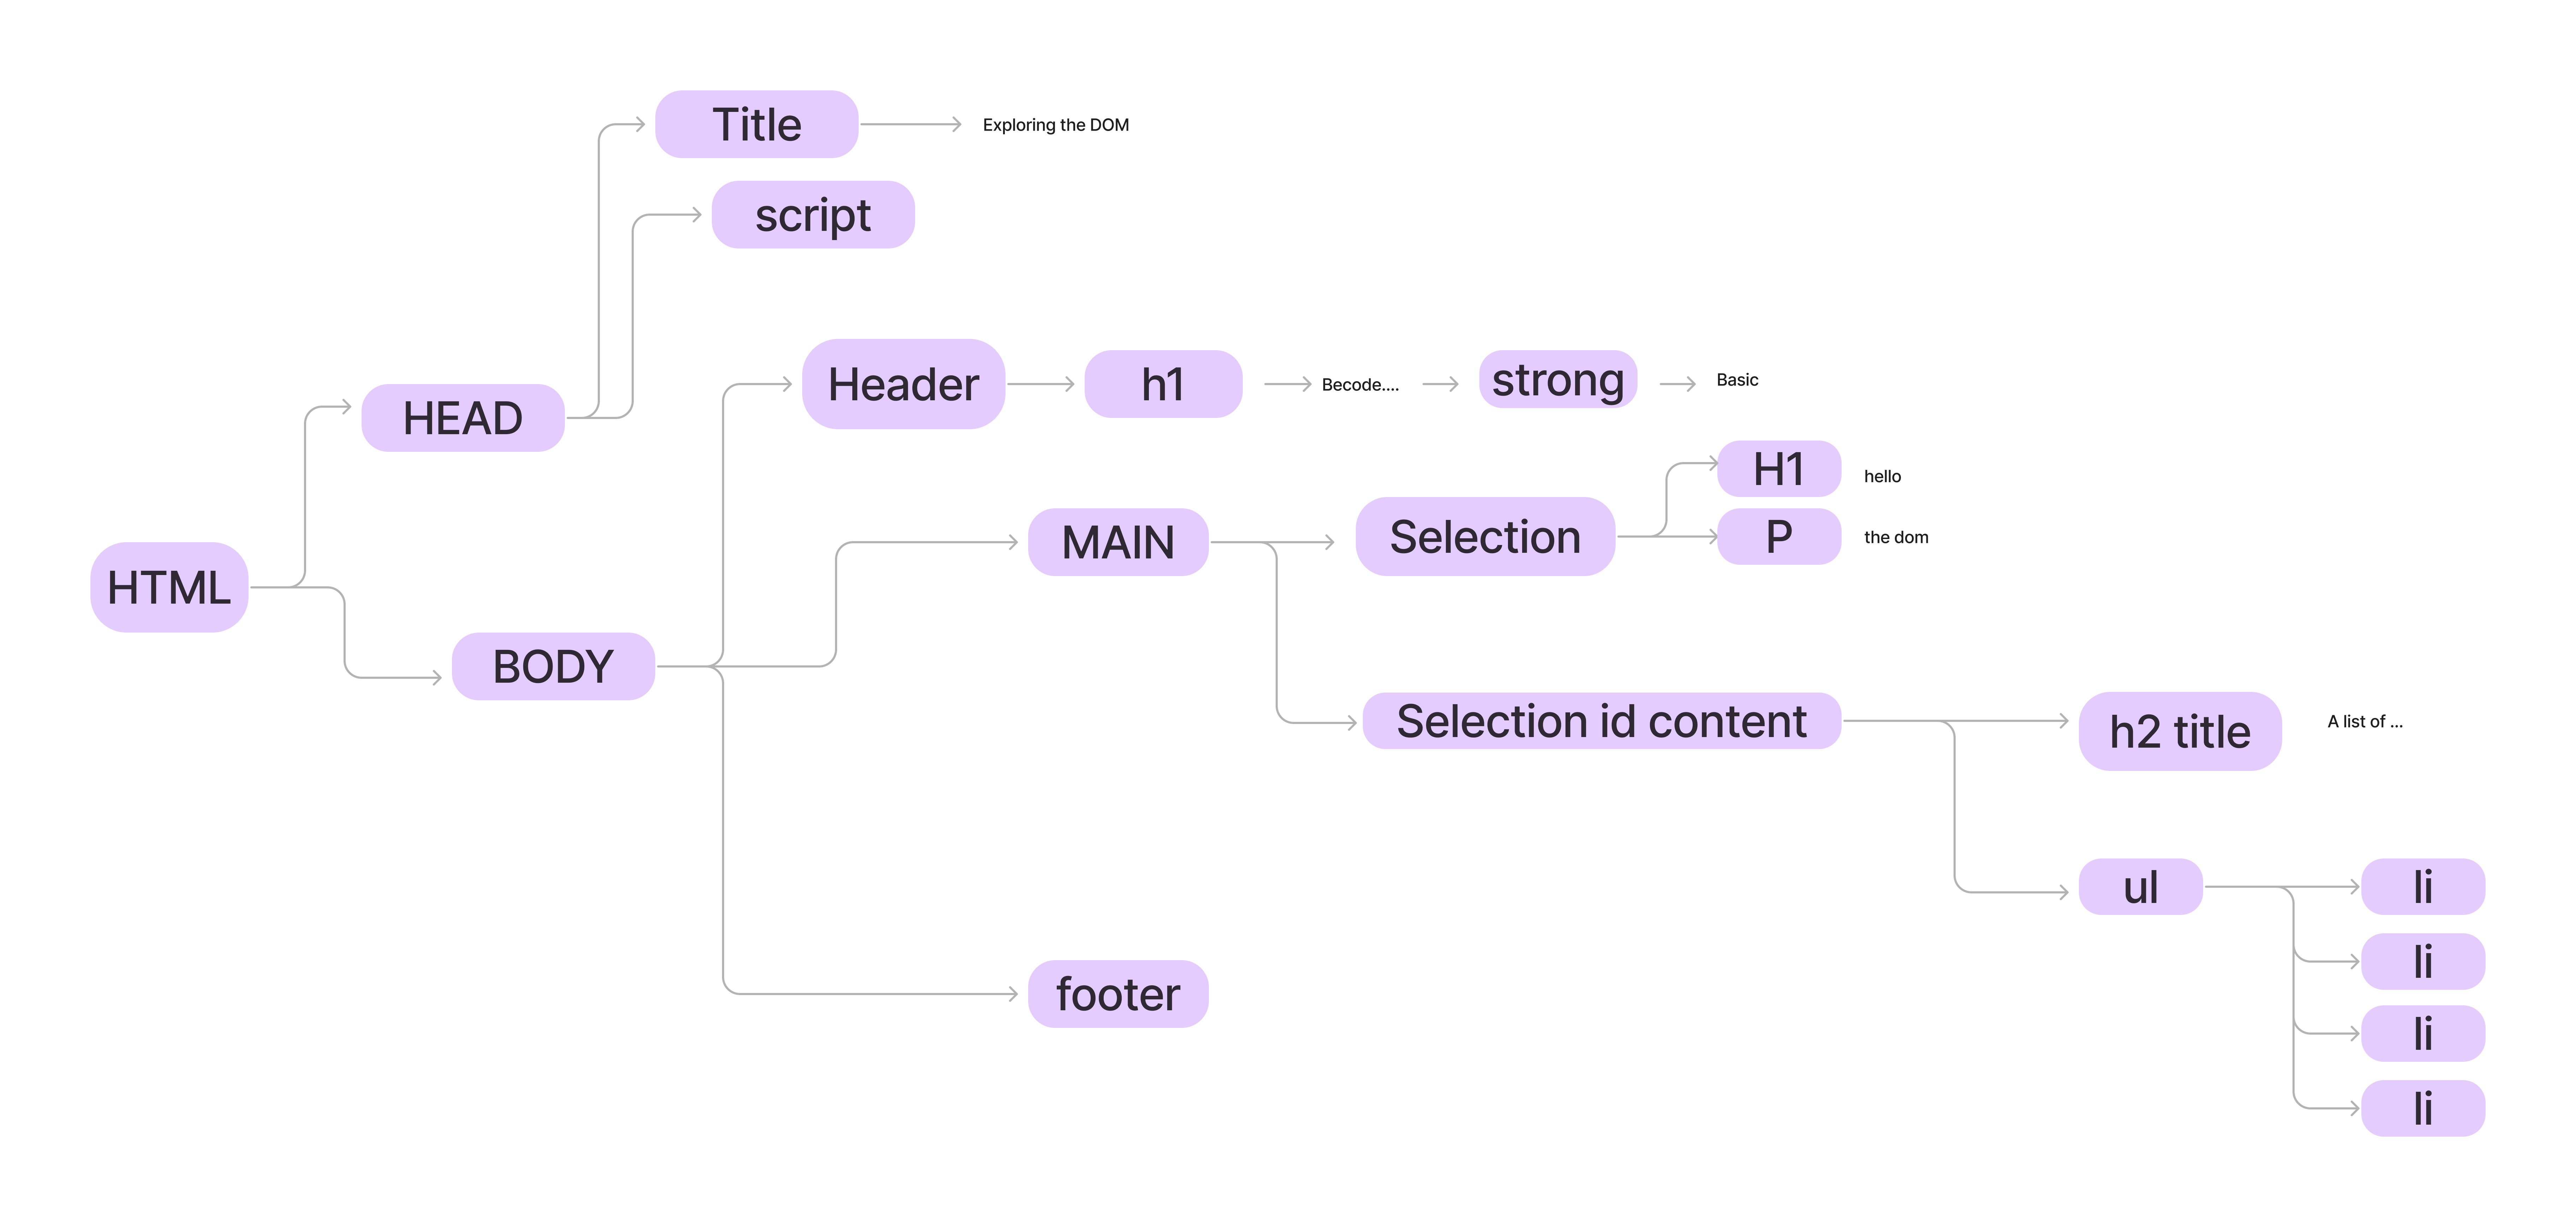 Title
Exploring the DOM
script
Header
h1
Becode....
strong
Basic
HEAD
H1
hello
MAIN
Selection
P
the dom
HTML
BODY
Selection id content
h2 title
A list of ...
ul
li
li
footer
li
li